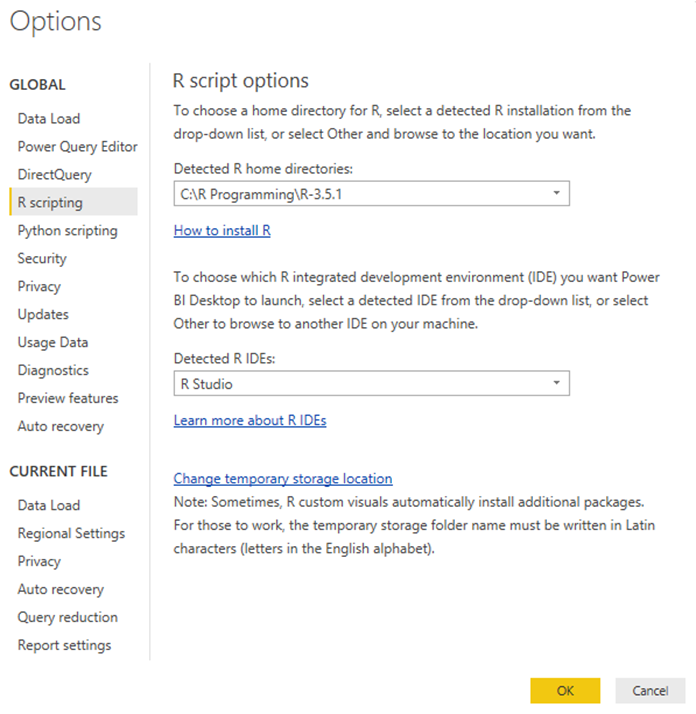 Options
GLOBAL
Data Load
Power Query Editor
DirectQuery
R scripting
Python scripting
Security
Privacy
Updates
Usage Data
Diagnostics
Preview features
Auto recovery
CURRENT FILE
Data Load
Regional Settings
Privacy
Auto recovery
Query reduction
Report settings
R script options
To choose a home directory for R, select a detected R installation from the
drop-down list, or select Other and browse to the location you want.
Detected R home directories:
C:\R Programming\R-3.5.1
How to install R
To choose which R integrated development environment (IDE) you want Power
BI Desktop to launch, select a detected IDE from the drop-down list, or select
Other to browse to another IDE on your machine.
Detected R IDEs:
R Studio
Learn more about R IDEs
Change temporary storage location
Note: Sometimes, R custom visuals automatically install additional packages.
For those to work, the temporary storage folder name must be written in Latin
characters (letters in the English alphabet).
OK
Cancel